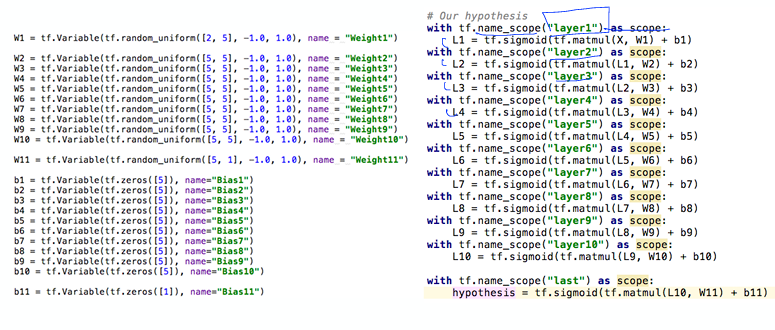 W1 = tf.Variable(tf.random_uniform([2, 5], -1.0, 1.0), name = "Weight1")
W2 = tf.Variable(tf.random_uniform([5, 5], -1.0, 1.0), name = "Weight2")
W3 = tf.Variable(tf.random_uniform([5, 5], -1.0, 1.0), name = "Weight3")
W4 = tf.Variable(tf.random_uniform([5, 5], -1.0, 1.0), name = "Weight4")
W5 = tf.Variable(tf.random_uniform([5, 5], -1.0, 1.0), name = "Weight5")
W6 = tf.Variable(tf.random_uniform([5, 5], -1.0, 1.0), name = "Weight6")
W7 = tf.Variable(tf.random_uniform([5, 5], -1.0, 1.0), name = "Weight7")
W8 = tf.Variable(tf.random_uniform([5, 5], -1.0, 1.0), name = "Weight8")
W9 = tf.Variable(tf.random_uniform([5, 5], -1.0, 1.0), name = "Weight9")
W10 = tf.Variable(tf.random_uniform([5, 5], -1.0, 1.0), name = "Weight10")
W11 = tf.Variable(tf.random_uniform([5, 1], -1.0, 1.0), name = "Weight11")
b1 = tf.Variable(tf.zeros([5]), name="Bias1")
b2 = tf.Variable(tf.zeros([5]), name="Bias2")
b3 = tf.Variable(tf.zeros([5]), name="Bias3")
b4 = tf.Variable(tf.zeros([5]), name="Bias4")
b5 = tf.Variable(tf.zeros([5]), name="Bias5")
b6 = tf.Variable(tf.zeros([5]), name="Bias6")
b7 = tf.Variable(tf.zeros([5]), name="Bias7")
b8 = tf.Variable(tf.zeros([5]), name="Bias8")
b9 = tf.Variable(tf.zeros([5]), name="Bias9")
b10 = tf.Variable(tf.zeros([5]), name="Bias10")
b11 = tf.Variable(tf.zeros([1]), name="Bias11")
# Our hypothesis
with tf.name_scope("layer1") as scope:
L1 = tf.sigmoid(tf.matmul(X, W1) + b1)
with tf.name_scope("layer2") as scope:
L2 = tf.sigmoid(tf.matmul(L1, W2) + b2)
with tf.name_scope("layer3") as scope:
L3 = tf.sigmoid(tf.matmul(L2, W3) + b3)
with tf.name_scope("layer4") as scope:
L4 = tf.sigmoid(tf.matmul(L3, W4) + b4)
with tf.name_scope("layer5") as scope:
L5 = tf.sigmoid(tf.matmul(L4, W5) + b5)
with tf.name_scope("layer6") as scope:
L6 = tf.sigmoid(tf.matmul(L5, W6) + b6)
with tf.name_scope("layer7") as scope:
L7 = tf.sigmoid(tf.matmul(L6, W7) + b7)
with tf.name_scope("layer8") as scope:
L8 = tf.sigmoid(tf.matmul(L7, W8) + b8)
with tf.name_scope("layer9") as scope:
L9 = tf.sigmoid(tf.matmul(L8, W9) + b9)
with tf.name_scope("layer10") as scope:
L10 = tf.sigmoid(tf.matmul(L9, W10) + b10)
with tf.name_scope("last") as scope:
hypothesis = tf.sigmoid(tf.matmul(L10, W11) + b11)